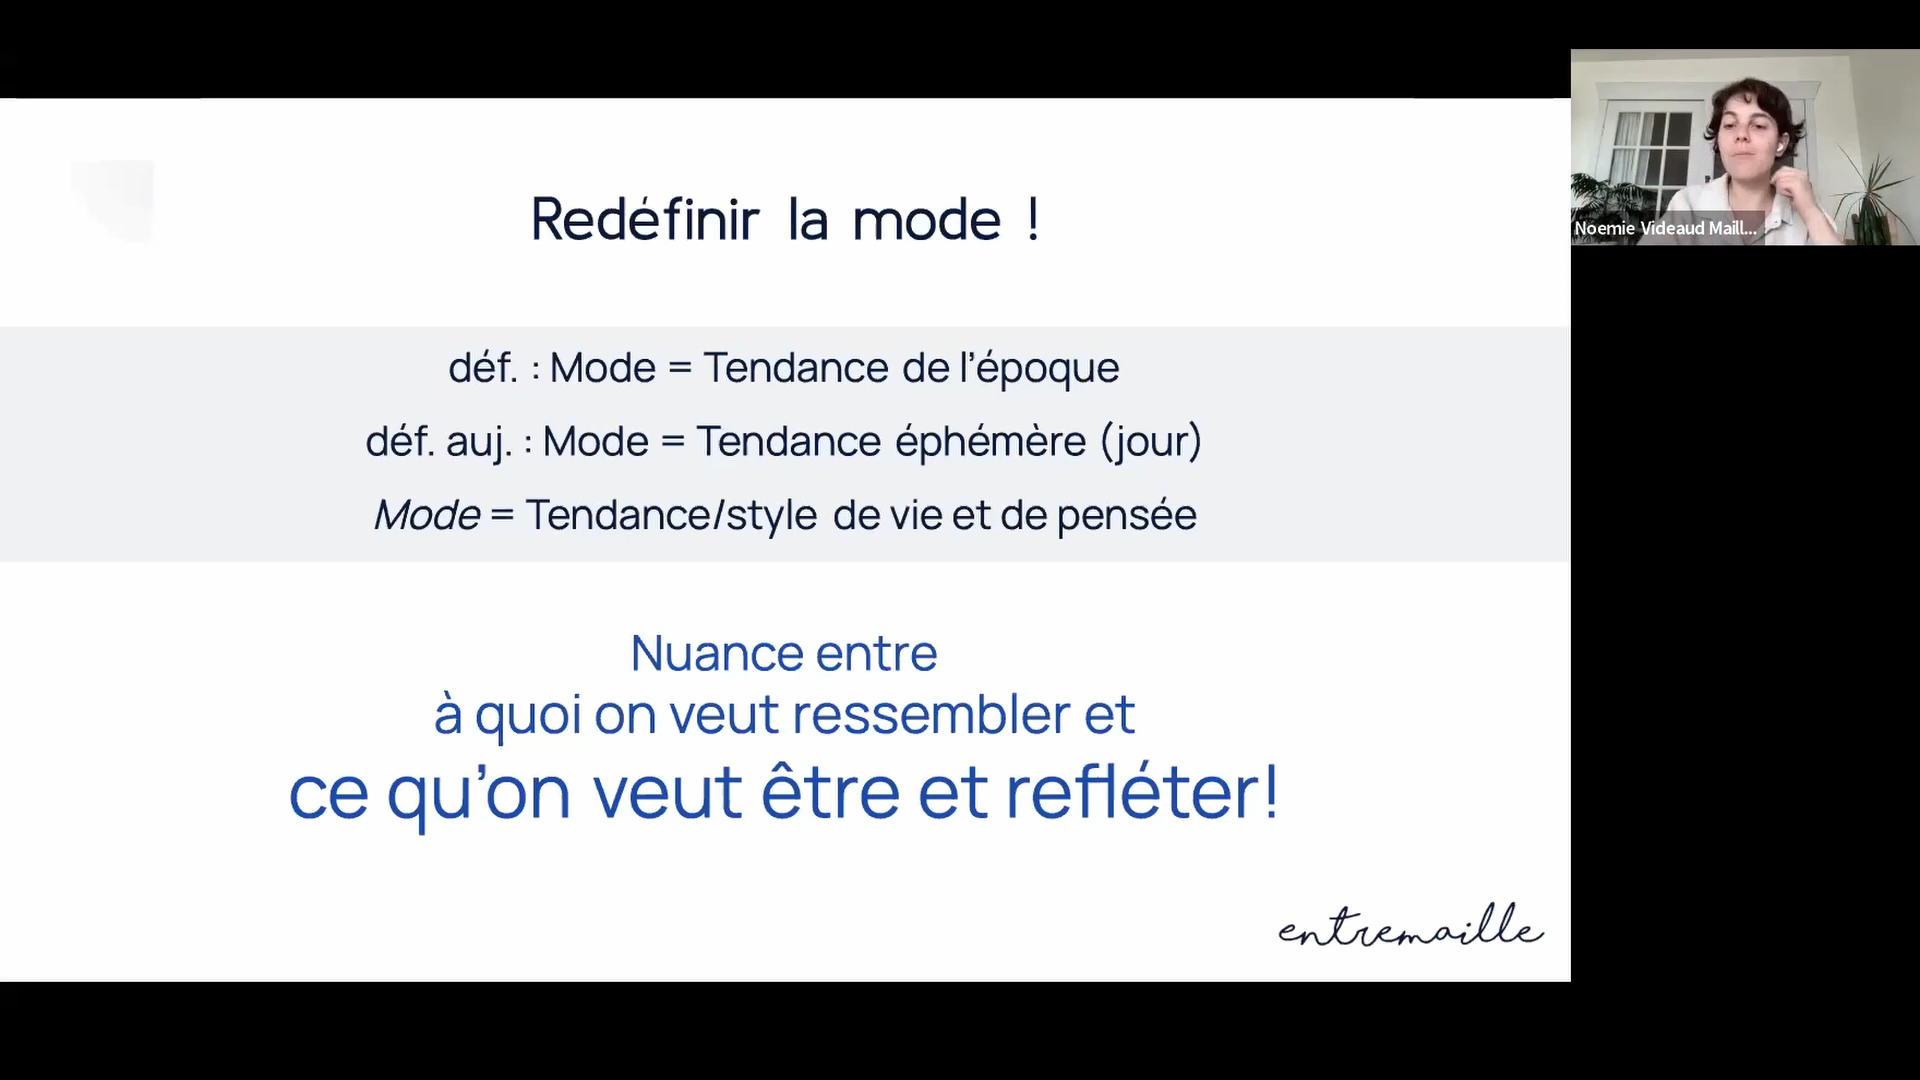 Redéfinir la mode !
déf. : Mode = Tendance de l’époque
déf. auj. : Mode = Tendance éphémère (jour)
Mode = Tendance/style de vie et de pensée
Nuance entre
à quoi on veut ressembler et
ce qu’on veut être et refléter!
entremaille
Noemie Videaud Maill...